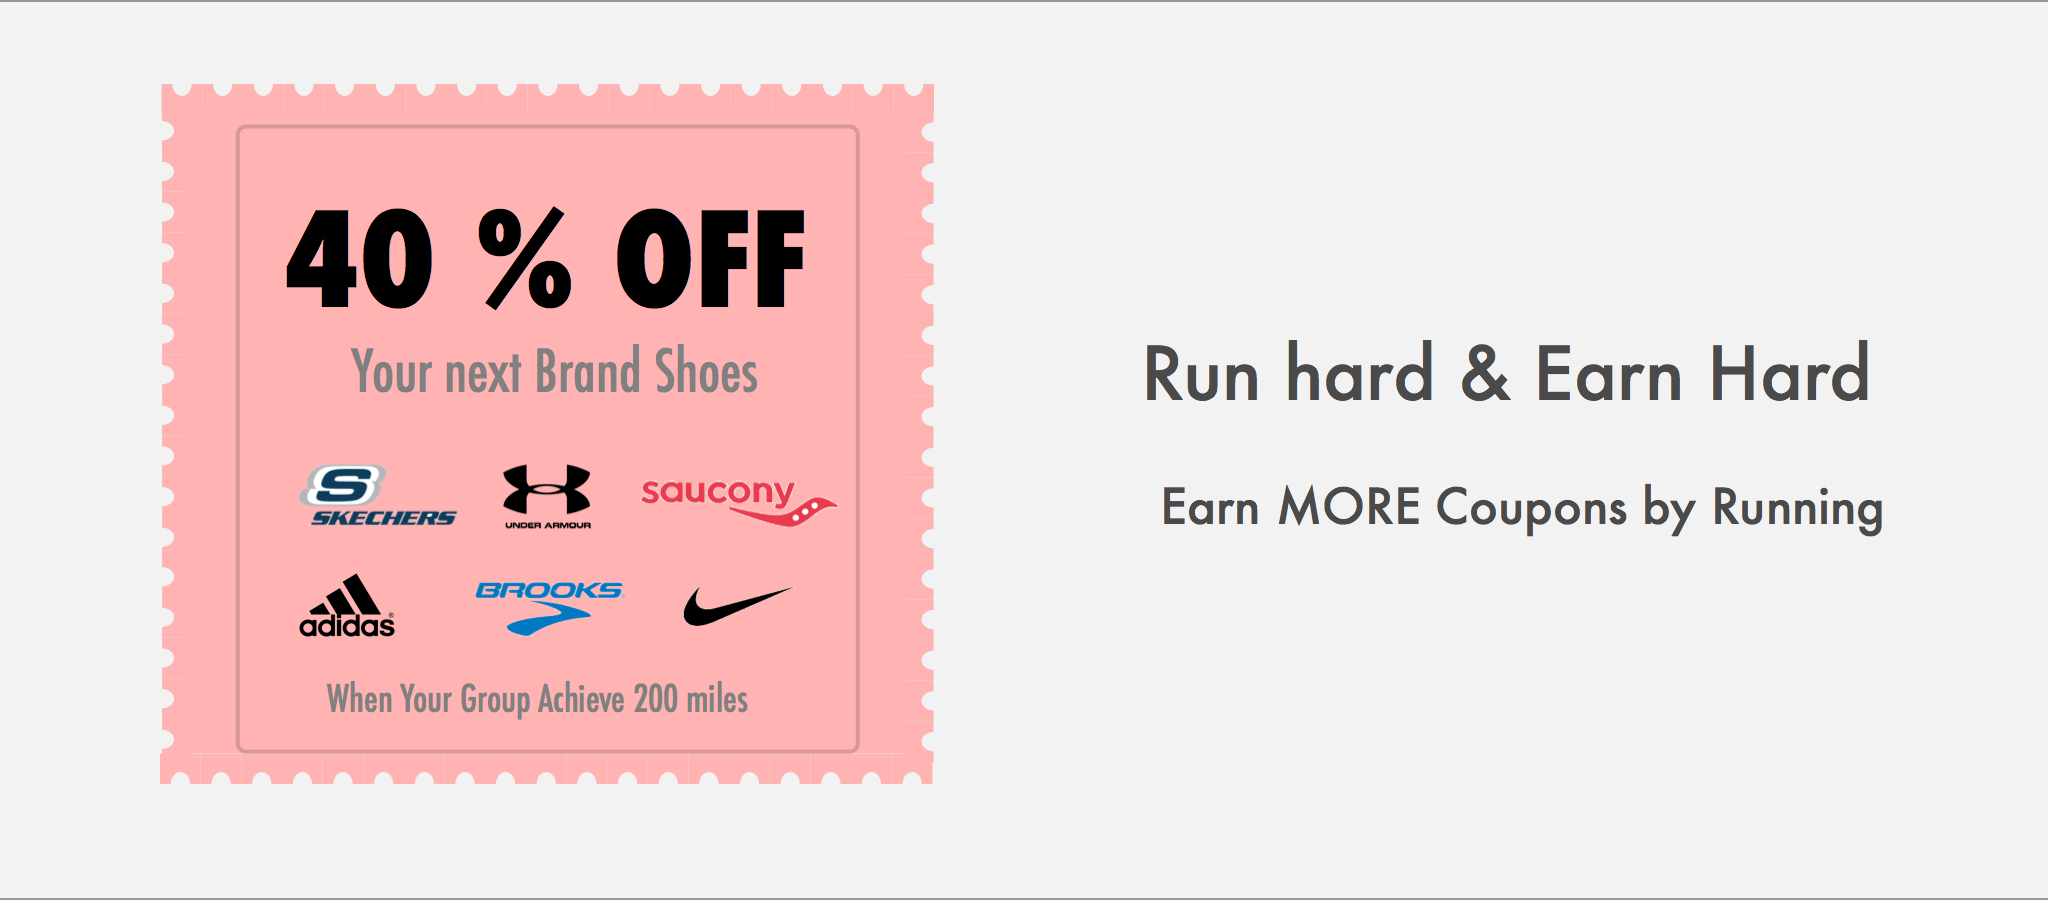 40 % OFF
Your next Brand Shoes
S
SKECHERS
UNDER ARMOUR
saucony
adidas®
BROOKS
When Your Group Achieve 200 miles
Run hard & Earn Hard
Earn MORE Coupons by Running